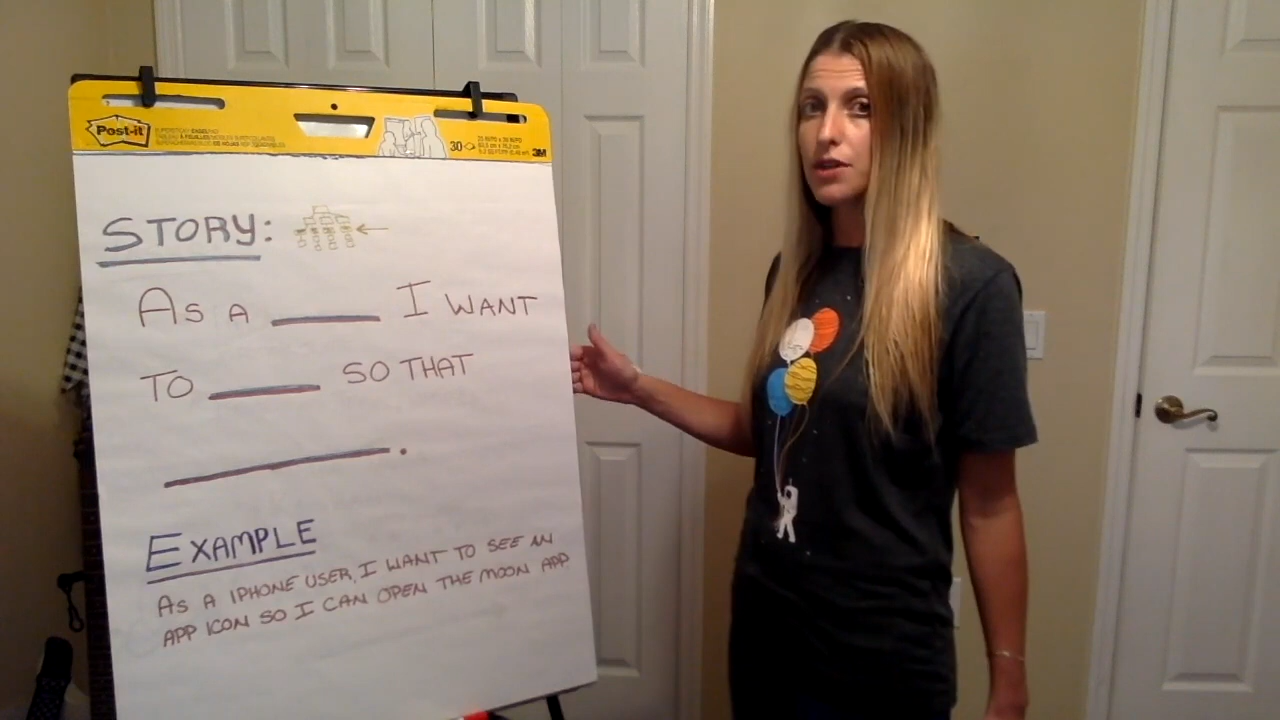 Post-it
30
3M
STORY:
AS A ____ I WANT
TO ____ SO THAT
____.
EXAMPLE
AS A IPHONE USER, I WANT TO SEE AN
APP ICON SO I CAN OPEN THE MOON APP